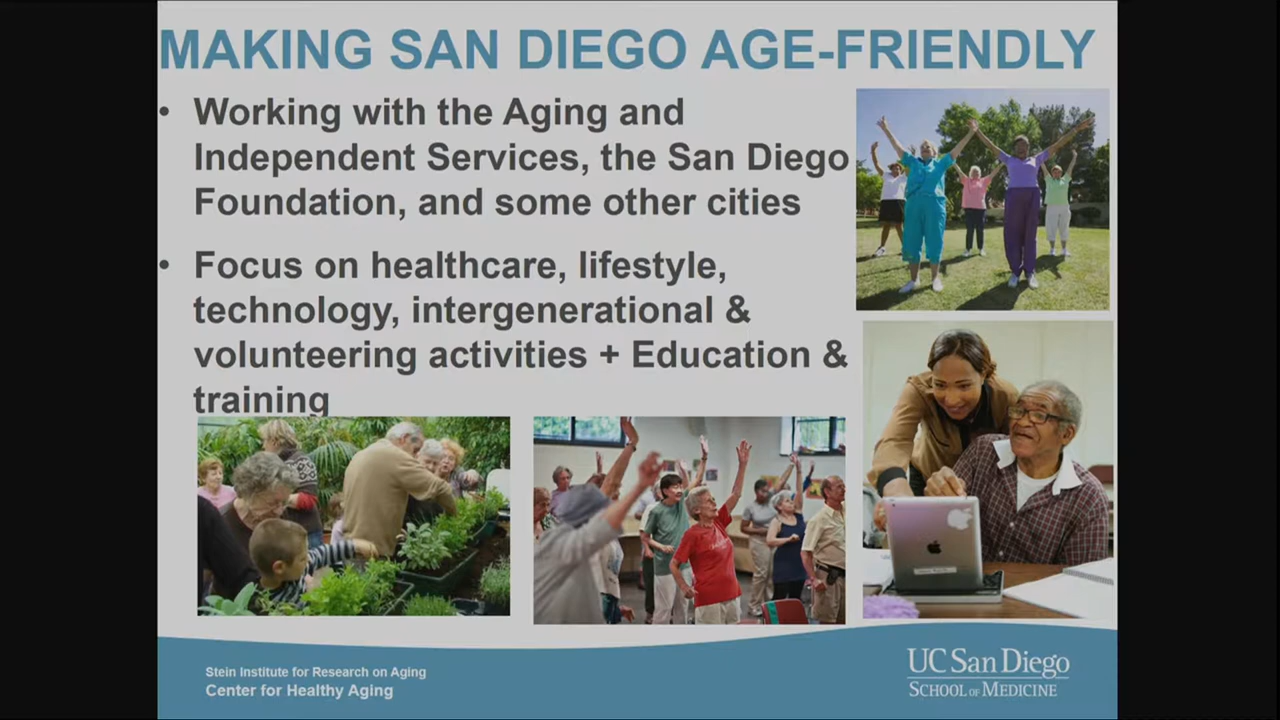 MAKING SAN DIEGO AGE-FRIENDLY
• Working with the Aging and
Independent Services, the San Diego
Foundation, and some other cities
• Focus on healthcare, lifestyle,
technology, intergenerational &
volunteering activities + Education &
training
Stein Institute for Research on Aging
Center for Healthy Aging
UC San Diego
SCHOOL OF MEDICINE